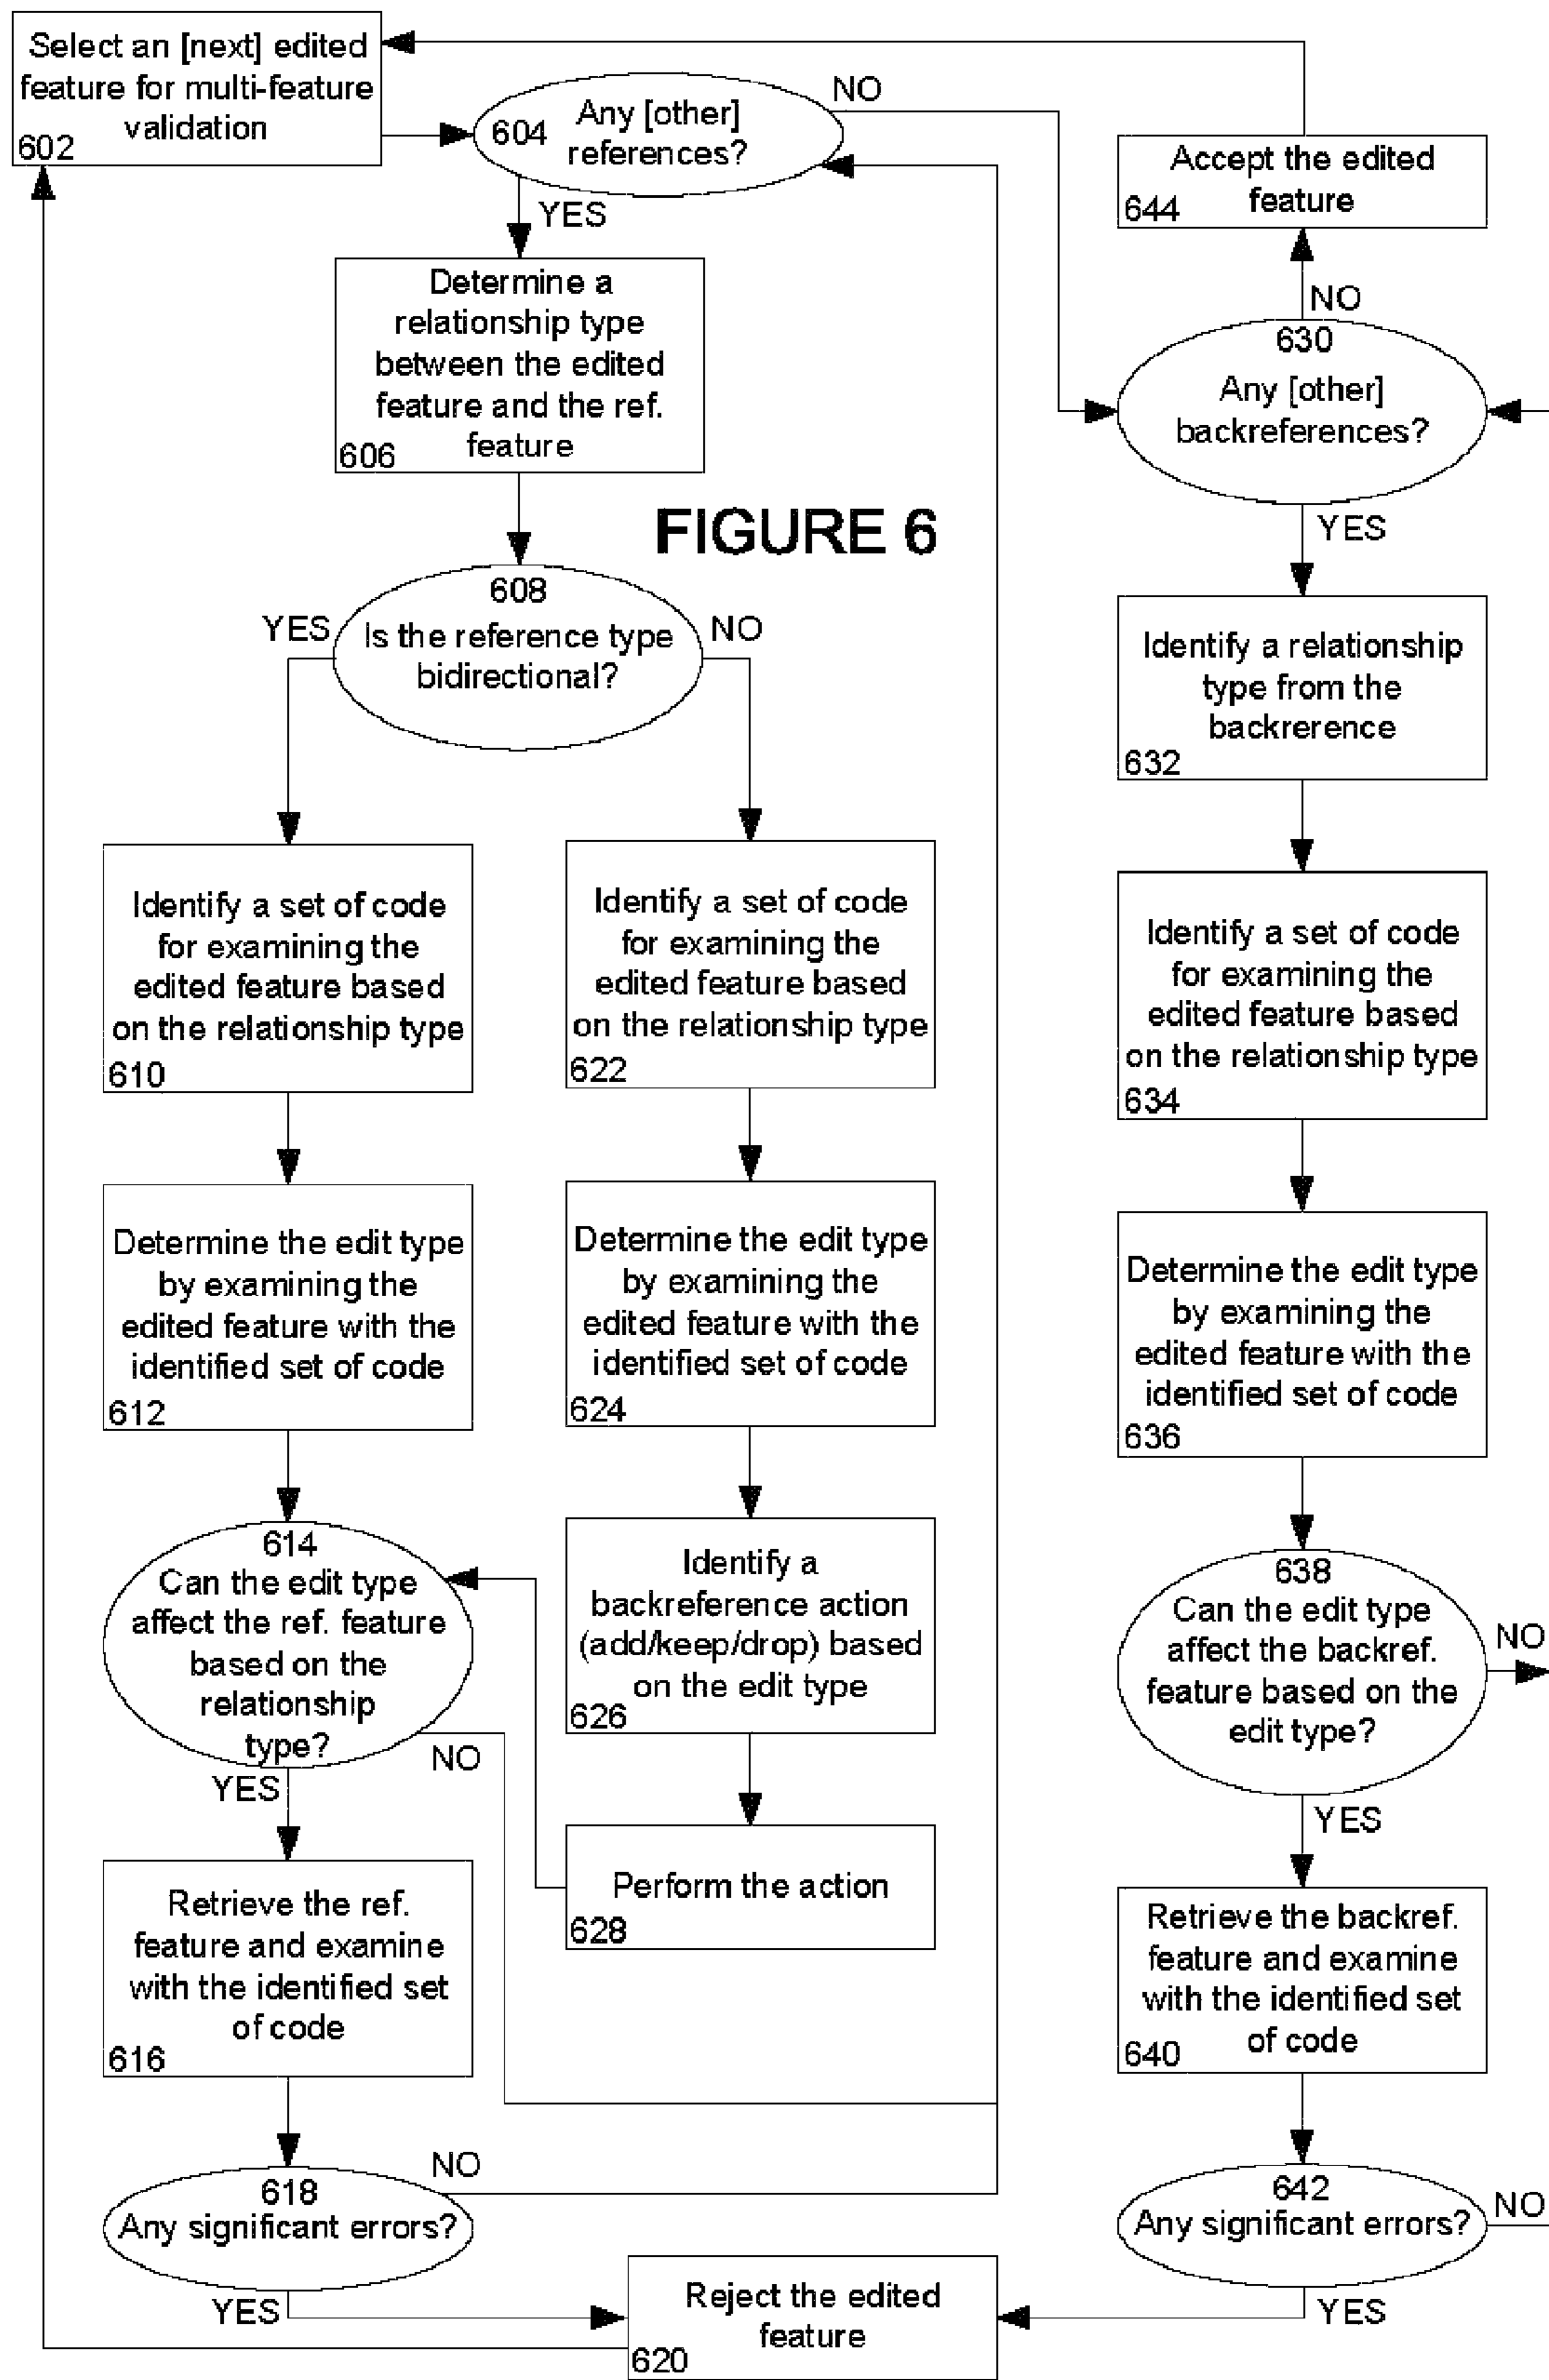 Select an [next] edited
feature for multi-feature
validation
602
604
Any [other]
references?
NO
YES
Accept the edited
feature
644
NO
630
Any [other]
backreferences?
YES
Determine a
relationship type
between the edited
feature and the ref.
feature
606
FIGURE 6
608
Is the reference type
bidirectional?
YES
NO
Identify a relationship
type from the
backrerence
632
Identify a set of code
for examining the
edited feature based
on the relationship type
610
Identify a set of code
for examining the
edited feature based
on the relationship type
622
Identify a set of code
for examining the
edited feature based
on the relationship type
634
Determine the edit type
by examining the
edited feature with the
identified set of code
612
Determine the edit type
by examining the
edited feature with the
identified set of code
624
Determine the edit type
by examining the
edited feature with the
identified set of code
636
614
Can the edit type
affect the ref. feature
based on the
relationship
type?
NO
YES
Identify a
backreference action
(add/keep/drop) based
on the edit type
626
638
Can the edit type
affect the backref.
feature based on the
edit type?
NO
YES
Perform the action
628
Retrieve the ref.
feature and examine
with the identified set
of code
616
Retrieve the backref.
feature and examine
with the identified set
of code
640
618
Any significant errors?
NO
YES
642
Any significant errors?
NO
YES
Reject the edited
feature
620